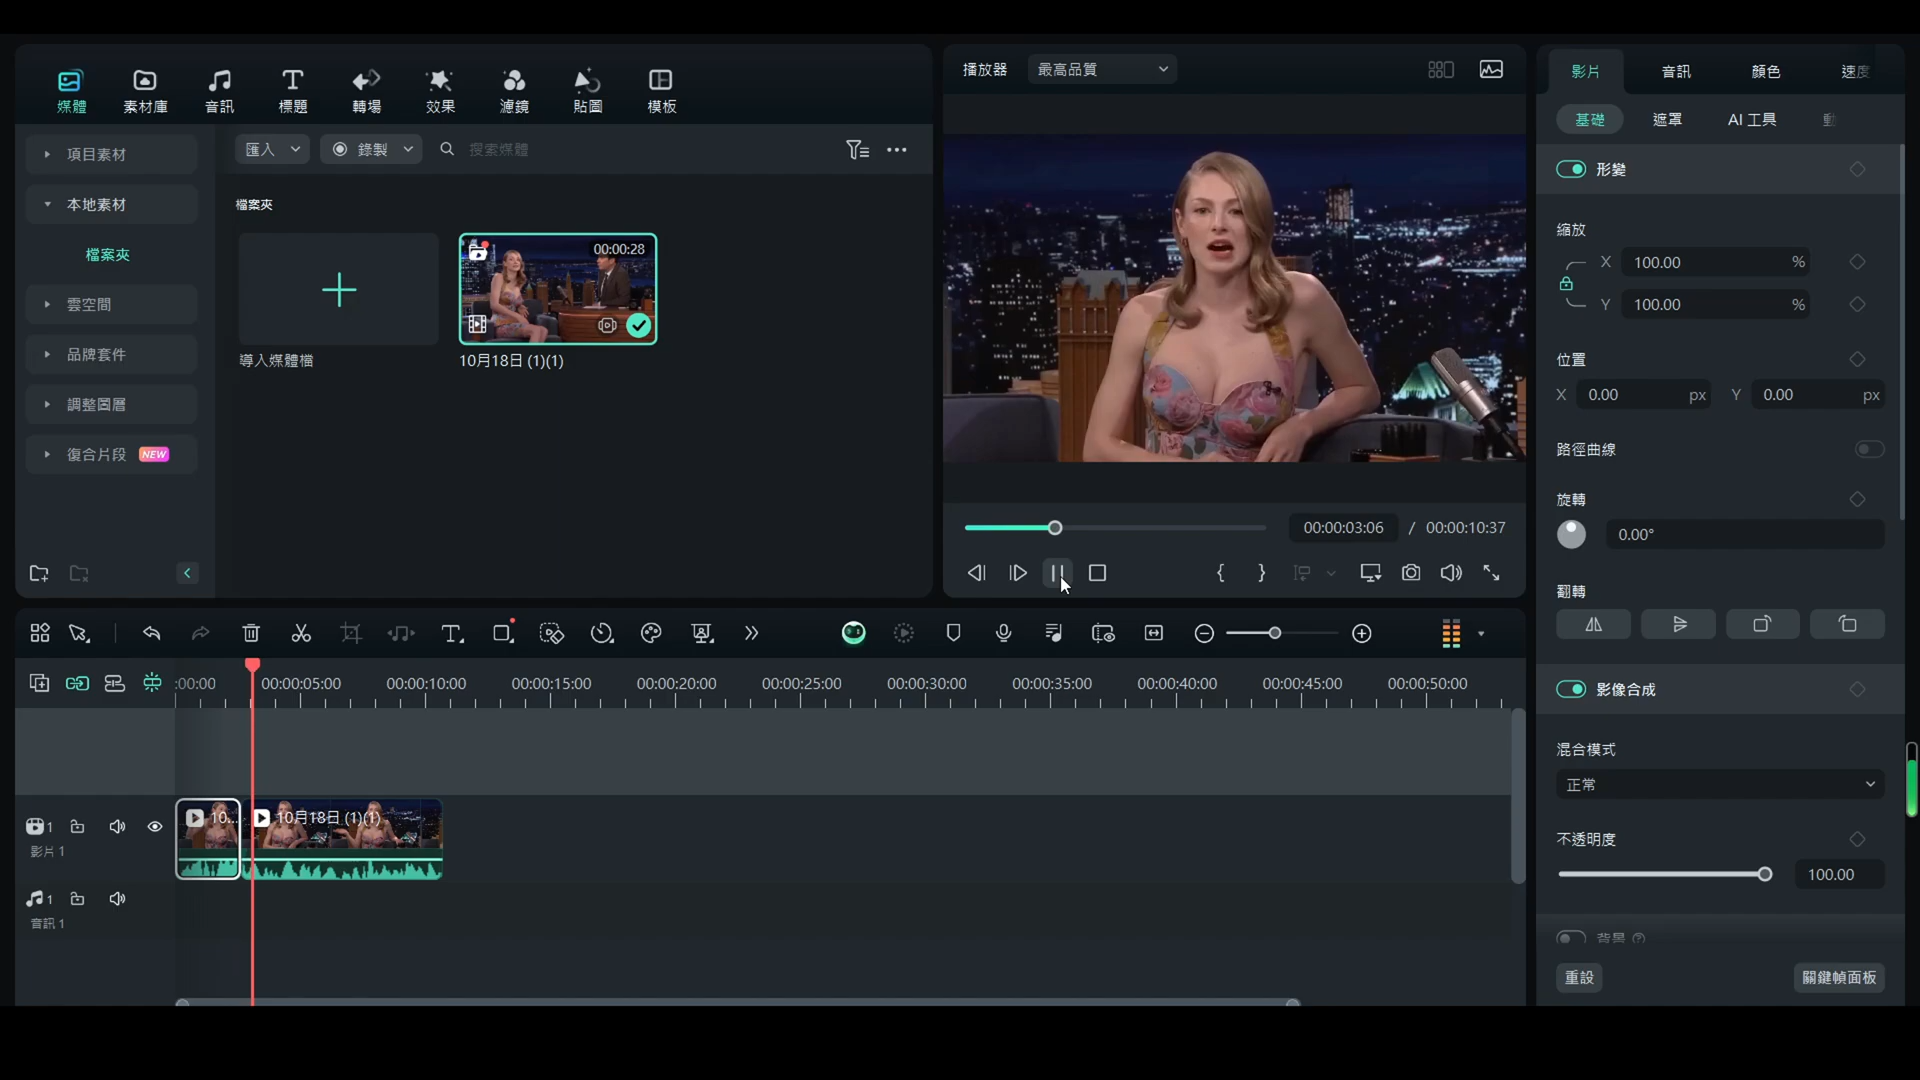 媒體
素材庫
音訊
標題
轉場
效果
濾鏡
貼圖
模板
項目素材
本地素材
檔案夾
雲空間
品牌套件
調整圖層
復合片段 NEW
匯入
錄製
搜索媒體
檔案夾
導入媒體檔
00:00:28
10月18日 (1)(1)
播放器
最高品質
00:00:03:06 / 00:00:10:37
影片
音訊
顏色
速度
基礎
遮罩
AI 工具
形變
縮放
X 100.00 %
Y 100.00 %
位置
X 0.00 px Y 0.00 px
路徑曲線
旋轉
0.00°
翻轉
影像合成
混合模式
正常
不透明度
100.00
背景
重設
關鍵幀面板
:00:00 00:00:05:00 00:00:10:00 00:00:15:00 00:00:20:00 00:00:25:00 00:00:30:00 00:00:35:00 00:00:40:00 00:00:45:00 00:00:50:00
1
影片 1
10...
10月18日 (1)(1)
1
音訊 1